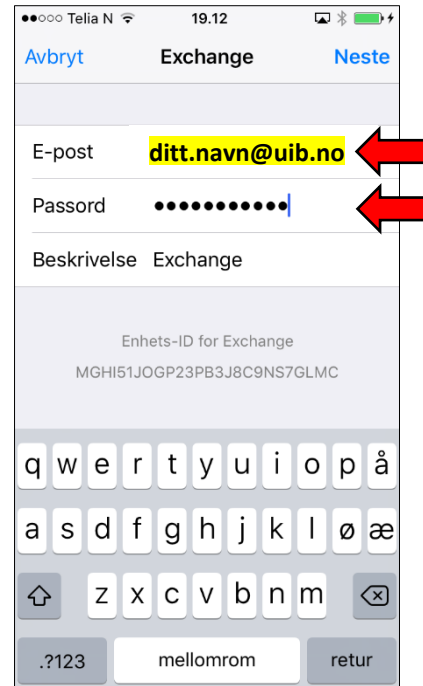 ●●○○○ Telia N 19.12
Avbryt Exchange Neste
E-post ditt.navn@uib.no
Passord ●●●●●●●●●●●
Beskrivelse Exchange
Enhets-ID for Exchange
MGHI51JOGP23PB3J8C9NS7GLMC
q w e r t y u i o p å
a s d f g h j k l ø æ
z x c v b n m
.?123 mellomrom retur